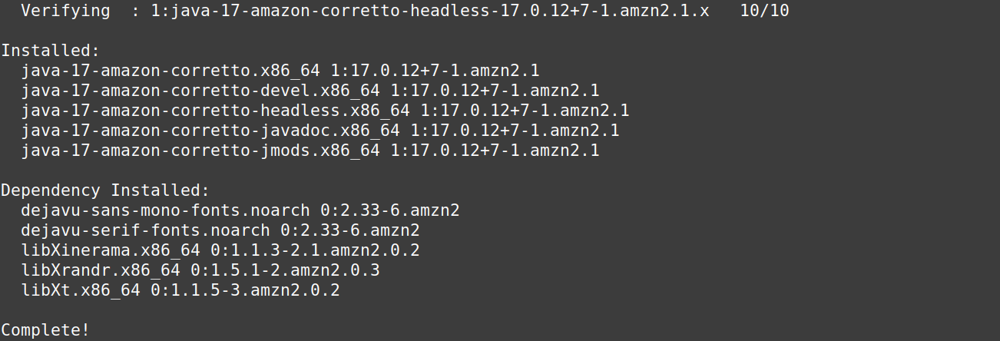 Verifying  : 1:java-17-amazon-corretto-headless-17.0.12+7-1.amzn2.1.x   10/10
Installed:
java-17-amazon-corretto.x86_64 1:17.0.12+7-1.amzn2.1
java-17-amazon-corretto-devel.x86_64 1:17.0.12+7-1.amzn2.1
java-17-amazon-corretto-headless.x86_64 1:17.0.12+7-1.amzn2.1
java-17-amazon-corretto-javadoc.x86_64 1:17.0.12+7-1.amzn2.1
java-17-amazon-corretto-jmods.x86_64 1:17.0.12+7-1.amzn2.1
Dependency Installed:
dejavu-sans-mono-fonts.noarch 0:2.33-6.amzn2
dejavu-serif-fonts.noarch 0:2.33-6.amzn2
libXinerama.x86_64 0:1.1.3-2.1.amzn2.0.2
libXrandr.x86_64 0:1.5.1-2.amzn2.0.3
libXt.x86_64 0:1.1.5-3.amzn2.0.2
Complete!